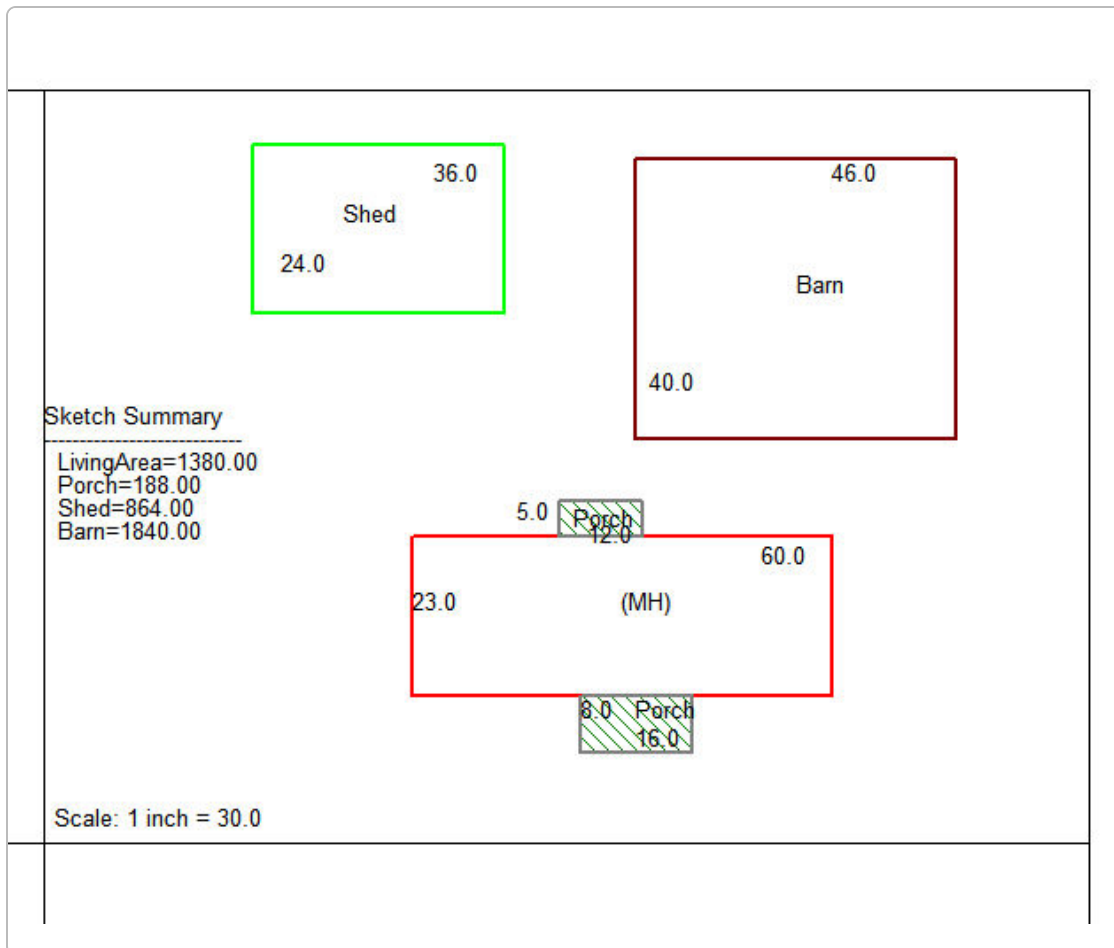 36.0
46.0
Shed
24.0
Barn
40.0
Sketch Summary
----------------------------
LivingArea=1380.00
Porch=188.00
Shed=864.00
Barn=1840.00
5.0
Porch
12.0
60.0
23.0
(MH)
8.0 Porch
16.0
Scale: 1 inch = 30.0